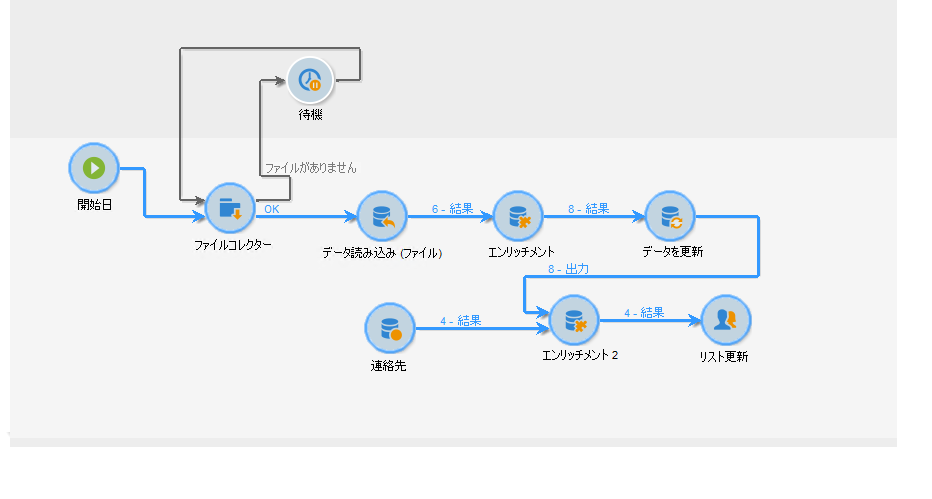 待機
ファイルがありません
開始日
OK
ファイルコレクター
6 - 結果
8 - 結果
データ読み込み (ファイル)
エンリッチメント
データを更新
8 - 出力
4 - 結果
4 - 結果
連絡先
エンリッチメント 2
リスト更新